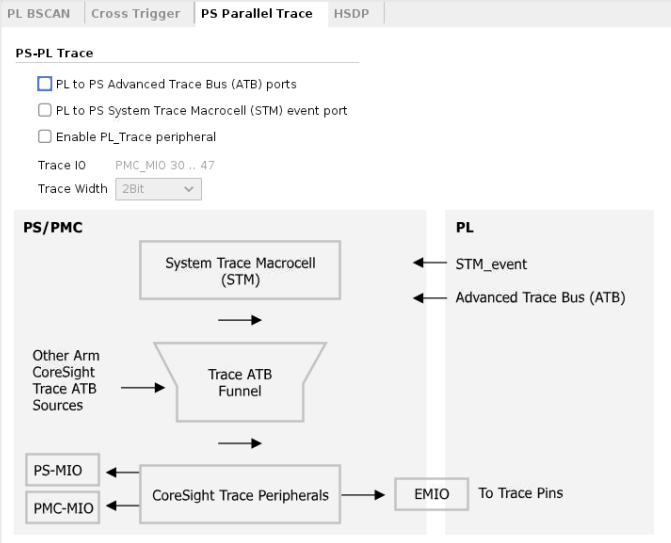 PL BSCAN
Cross Trigger
PS Parallel Trace
HSDP
PS-PL Trace
PL to PS Advanced Trace Bus (ATB) ports
PL to PS System Trace Macrocell (STM) event port
Enable PL_Trace peripheral
Trace IO PMC_MIO 30 .. 47
Trace Width 2Bit
PS/PMC
PL
System Trace Macrocell
(STM)
STM_event
Advanced Trace Bus (ATB)
Other Arm
CoreSight
Trace ATB
Sources
Trace ATB
Funnel
PS-MIO
PMC-MIO
CoreSight Trace Peripherals
EMIO
To Trace Pins